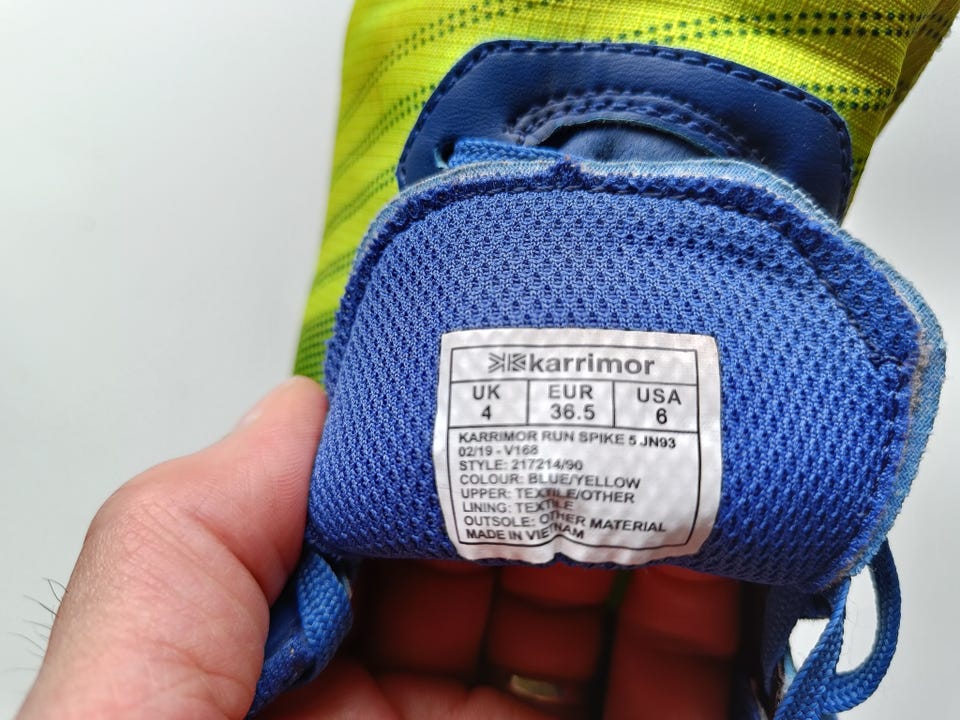 karrimor
UK EUR USA
4 36.5 6
KARRIMOR RUN SPIKE 5 JN93
02/19 - V168
STYLE: 217214/90
COLOUR: BLUE/YELLOW
UPPER: TEXTILE/OTHER
LINING: TEXTILE
OUTSOLE: OTHER MATERIAL
MADE IN VIETNAM